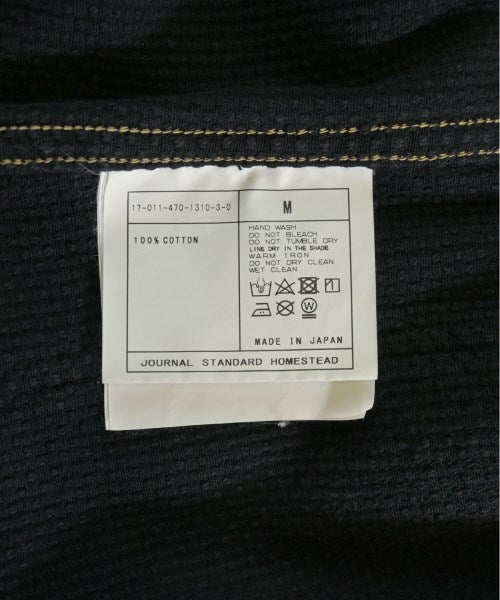 17-011-470-1310-3-0
M
100% COTTON
HAND WASH
DO NOT BLEACH
DO NOT TUMBLE DRY
LINE DRY IN THE SHADE
WARM IRON
DO NOT DRY CLEAN
WET CLEAN
W
MADE IN JAPAN
JOURNAL STANDARD HOMESTEAD